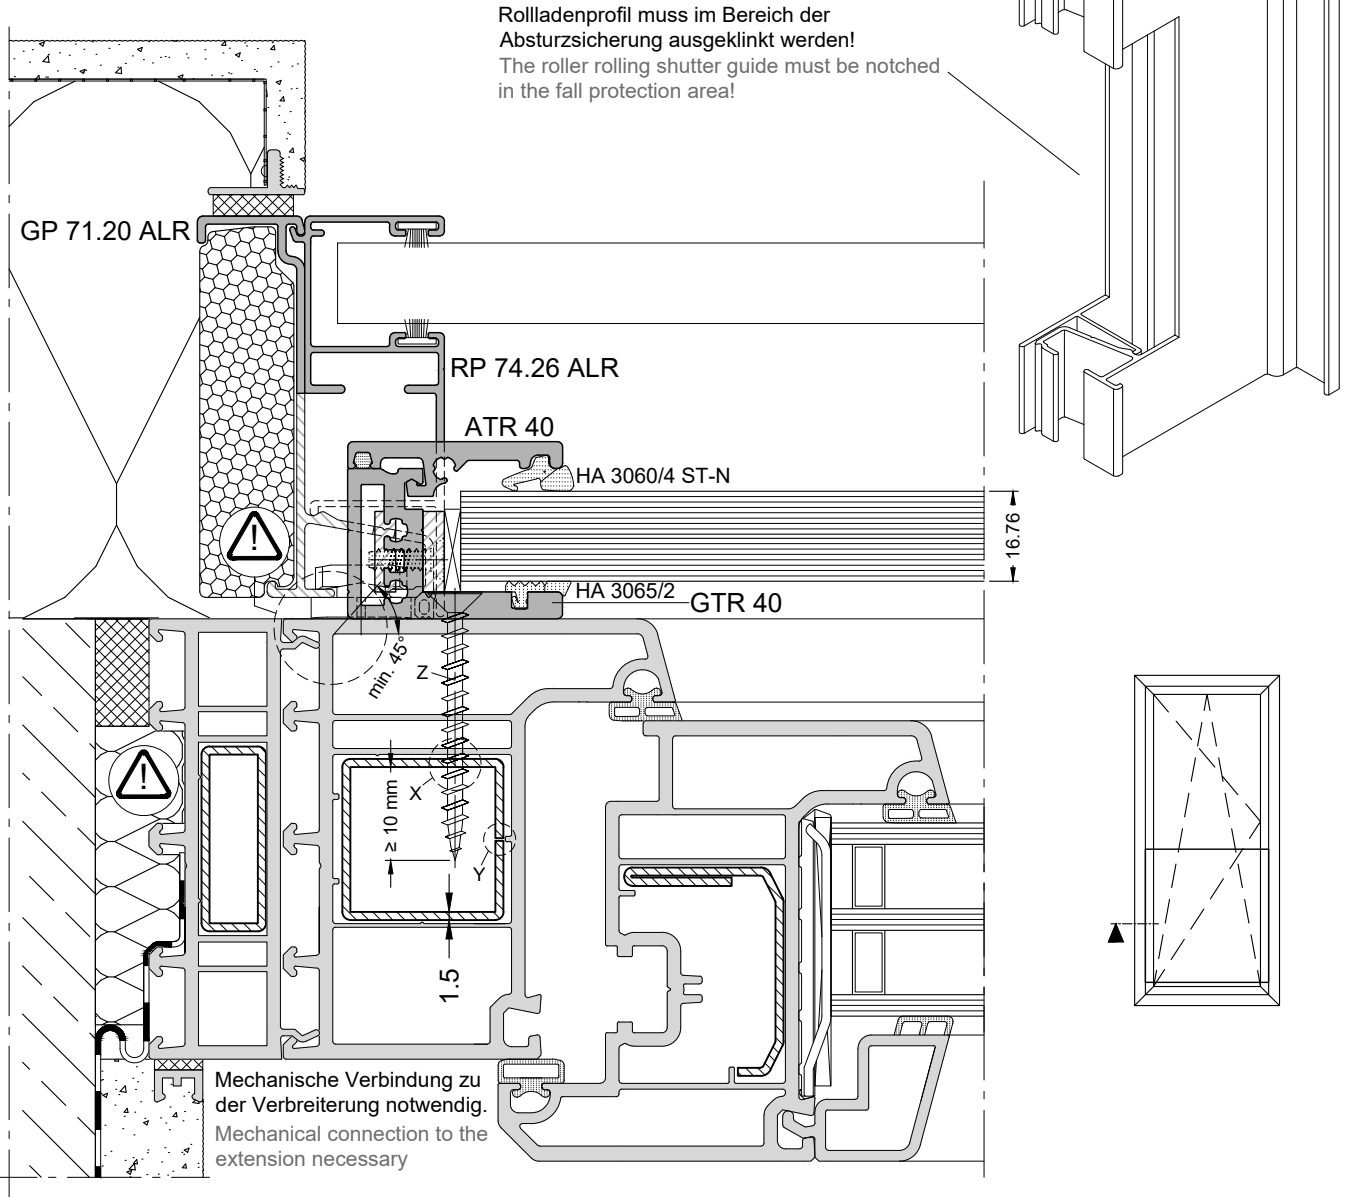 Rollladenprofil muss im Bereich der
Absturzsicherung ausgeklinkt werden!
The roller rolling shutter guide must be notched
in the fall protection area!
GP 71.20 ALR
RP 74.26 ALR
ATR 40
HA 3060/4 ST-N
16.76
HA 3065/2
GTR 40
min. 45°
Z
X
≥ 10 mm
Y
1.5
Mechanische Verbindung zu
der Verbreiterung notwendig.
Mechanical connection to the
extension necessary
!
!